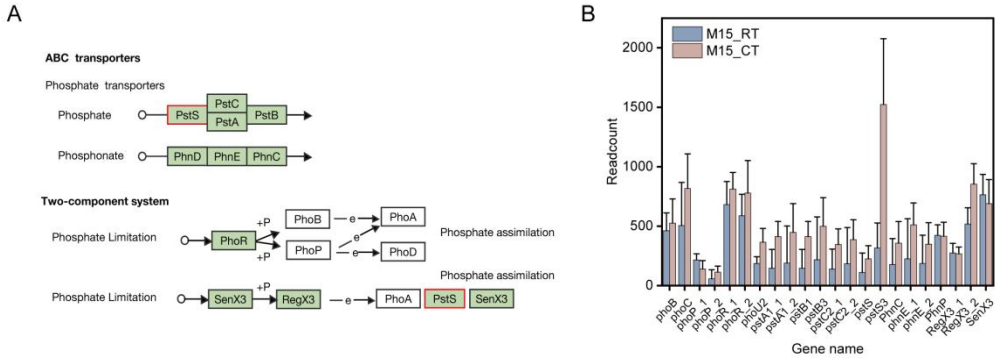 A
ABC transporters
Phosphate transporters
Phosphate
PstS
PstC
PstA
PstB
Phosphonate
PhnD
PhnE
PhnC
Two-component system
Phosphate Limitation
PhoR
+P
+P
PhoB
PhoP
e
e
e
PhoA
PhoD
Phosphate assimilation
Phosphate assimilation
Phosphate Limitation
SenX3
+P
RegX3
e
PhoA
PstS
SenX3
B
M15_RT
M15_CT
Readcount
2000
1500
1000
500
0
phoB
phoC
phoP_1
phoP_2
phoR_1
phoR_2
phoU2
pstA1_1
pstA1_2
pstB1
pstB3
pstC2_1
pstC2_2
pstS
pstS3
PhnC
phnE_1
phnE_2
PhnP
RegX3_1
RegX3_2
SenX3
Gene name